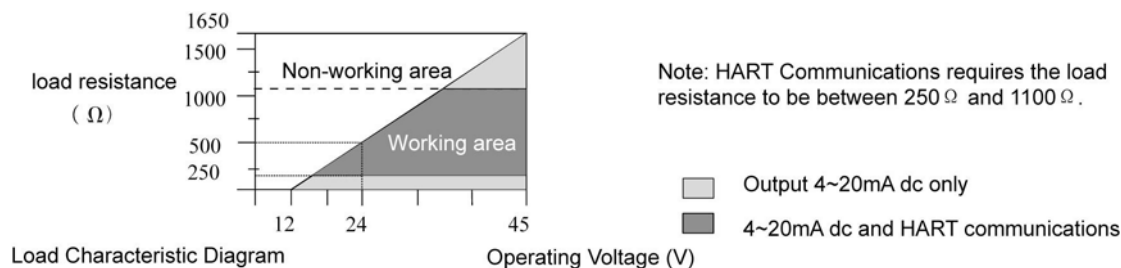 1650
1500
load resistance
( Ω)
1000
500
250
Non-working area
Working area
12
24
45
Load Characteristic Diagram
Operating Voltage (V)
Note: HART Communications requires the load
resistance to be between 250Ω and 1100Ω.
Output 4~20mA dc only
4~20mA dc and HART communications